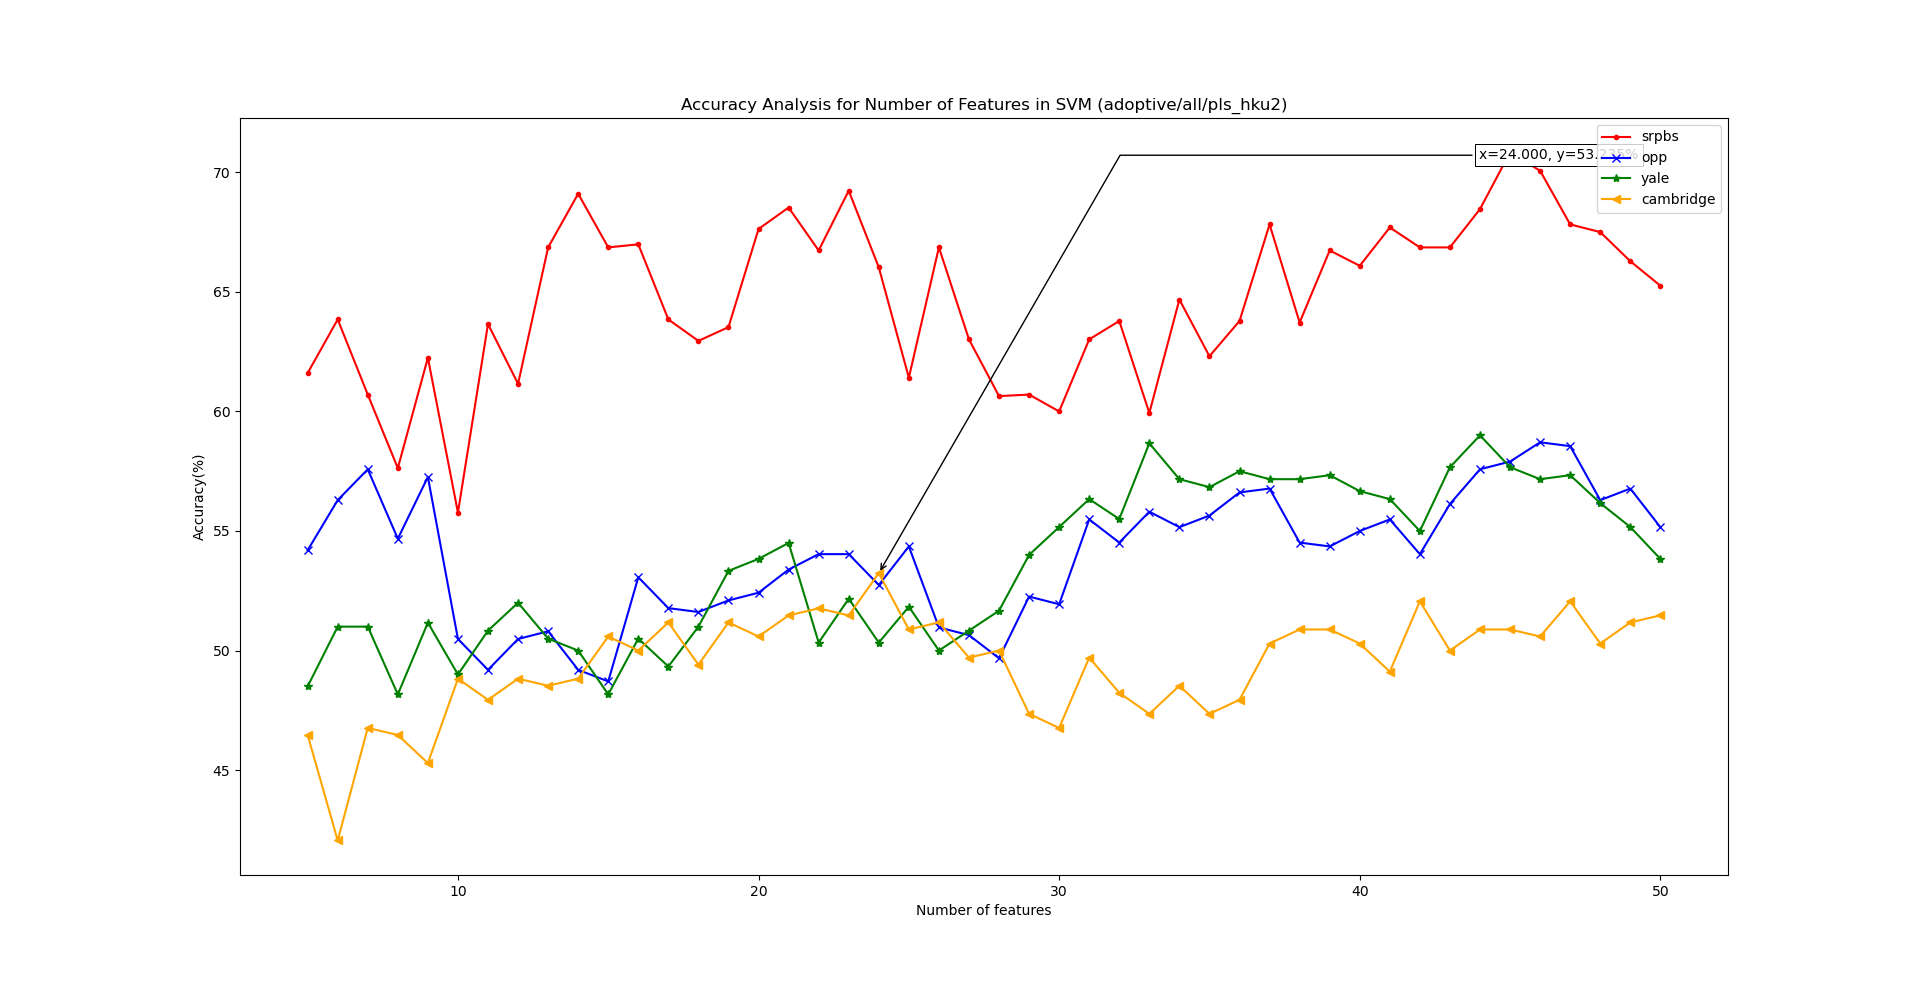 Accuracy Analysis for Number of Features in SVM (adoptive/all/pls_hku2)
x=24.000, y=53.235%
srpbs
opp
yale
cambridge
70
65
60
55
50
45
Accuracy(%)
10 20 30 40 50
Number of features